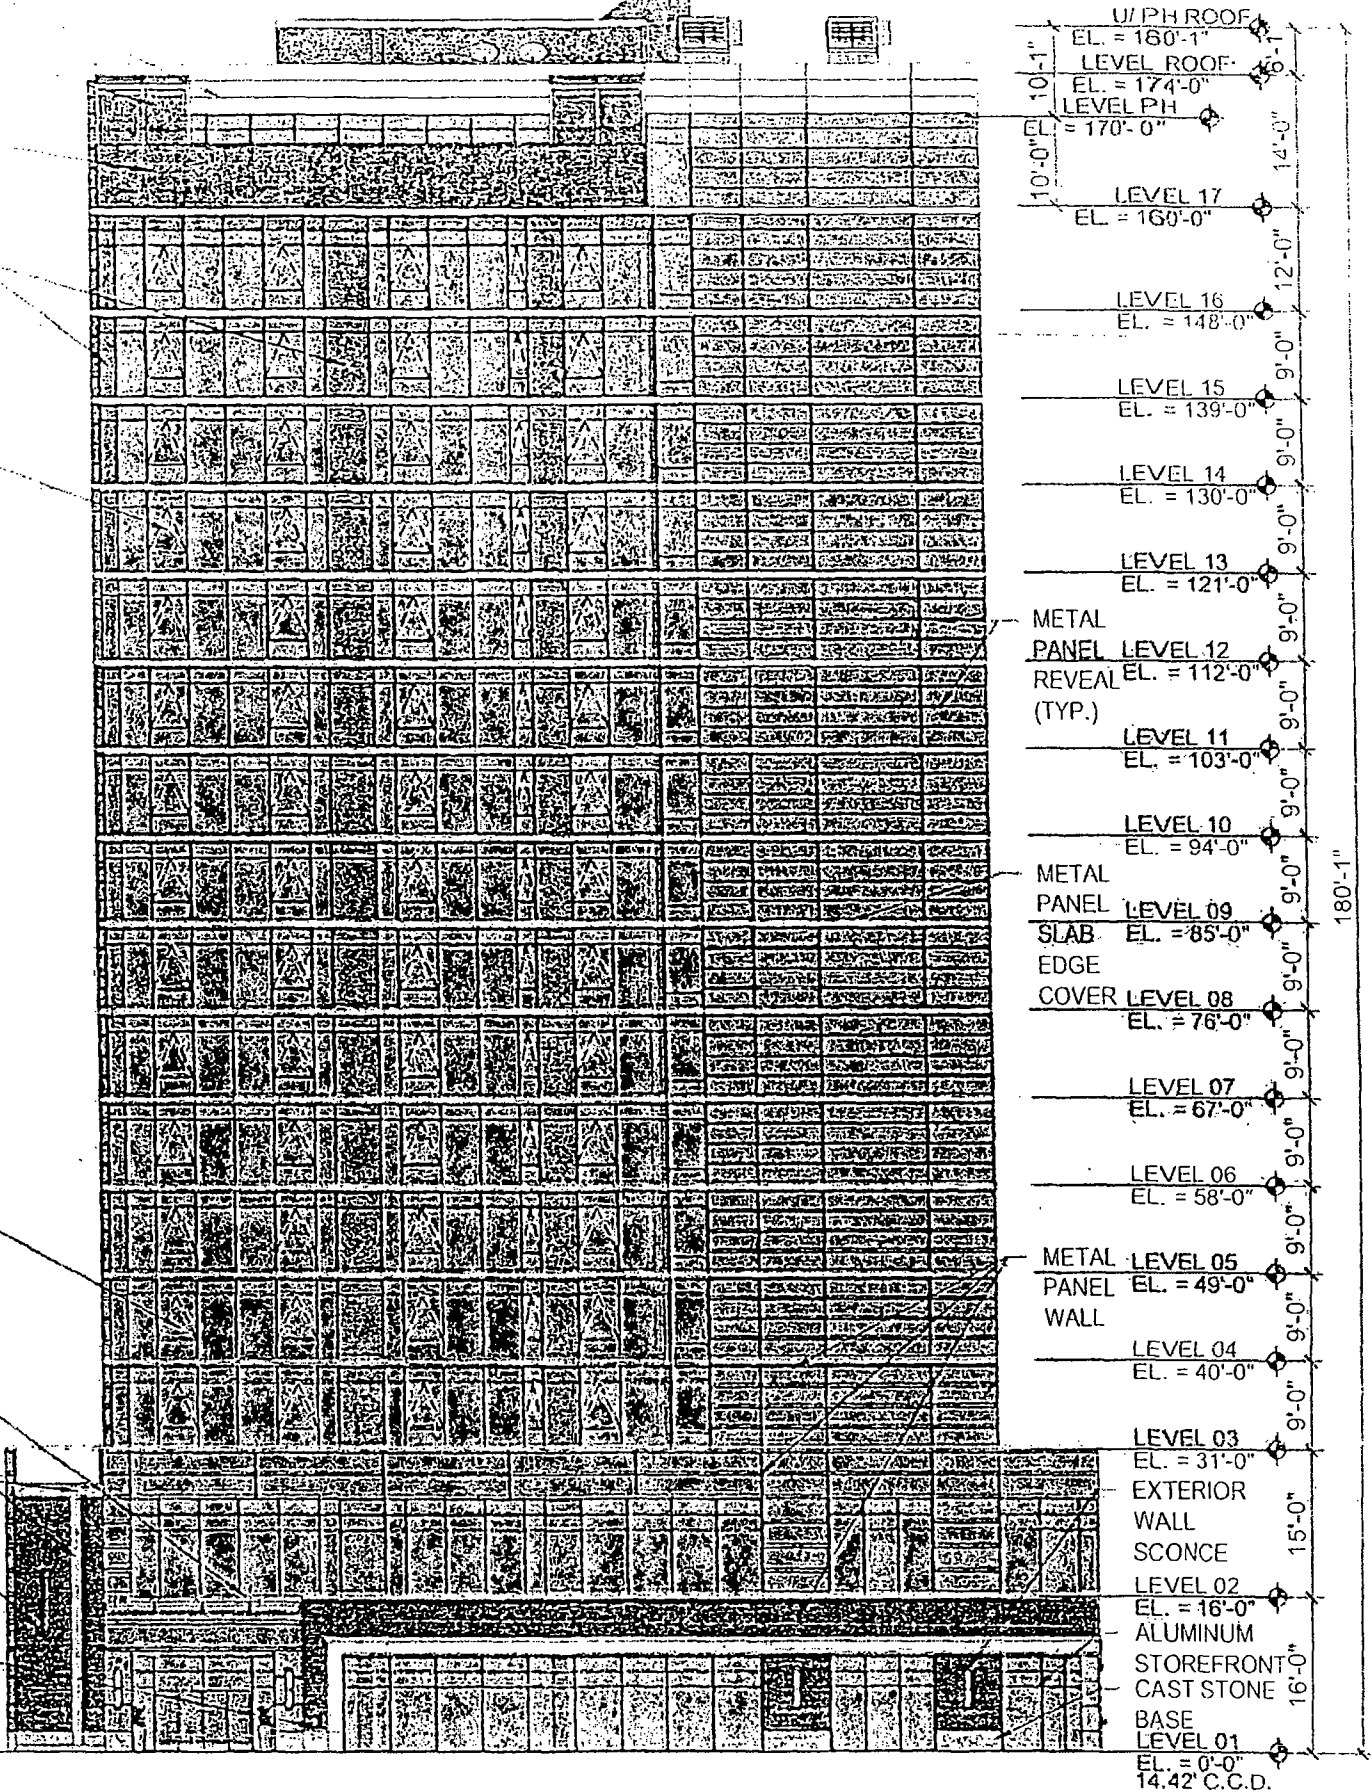 U/ PH ROOF
EL. = 180'-1"
6'-1"
LEVEL ROOF
EL. = 174'-0"
10'-1"
LEVEL PH
EL. = 170'-0"
14'-0"
10'-0"
LEVEL 17
EL. = 160'-0"
12'-0"
LEVEL 16
EL. = 148'-0"
9'-0"
LEVEL 15
EL. = 139'-0"
9'-0"
LEVEL 14
EL. = 130'-0"
9'-0"
LEVEL 13
EL. = 121'-0"
9'-0"
METAL
PANEL
REVEAL
(TYP.)
LEVEL 12
EL. = 112'-0"
9'-0"
LEVEL 11
EL. = 103'-0"
9'-0"
LEVEL 10
EL. = 94'-0"
9'-0"
180'-1"
METAL
PANEL
SLAB
EDGE
COVER
LEVEL 09
EL. = 85'-0"
9'-0"
LEVEL 08
EL. = 76'-0"
9'-0"
LEVEL 07
EL. = 67'-0"
9'-0"
LEVEL 06
EL. = 58'-0"
9'-0"
METAL
PANEL
WALL
LEVEL 05
EL. = 49'-0"
9'-0"
LEVEL 04
EL. = 40'-0"
9'-0"
LEVEL 03
EL. = 31'-0"
EXTERIOR
WALL
SCONCE
15'-0"
LEVEL 02
EL. = 16'-0"
ALUMINUM
STOREFRONT
CAST STONE
BASE
16'-0"
LEVEL 01
EL. = 0'-0"
14.42' C.C.D.